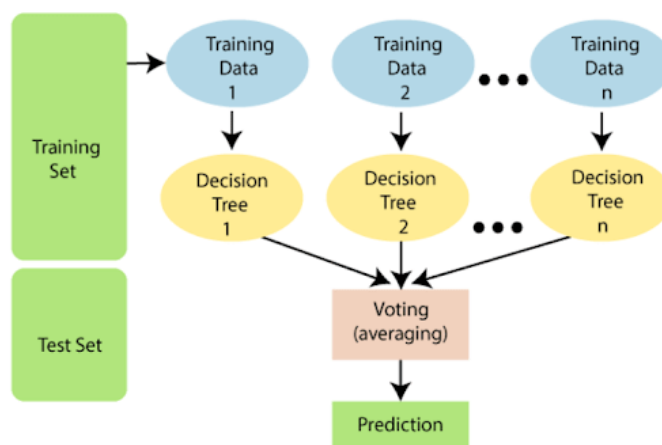 Training
Set
Test Set
Training
Data
1
Training
Data
2
Training
Data
n
Decision
Tree
1
Decision
Tree
2
Decision
Tree
n
Voting
(averaging)
Prediction